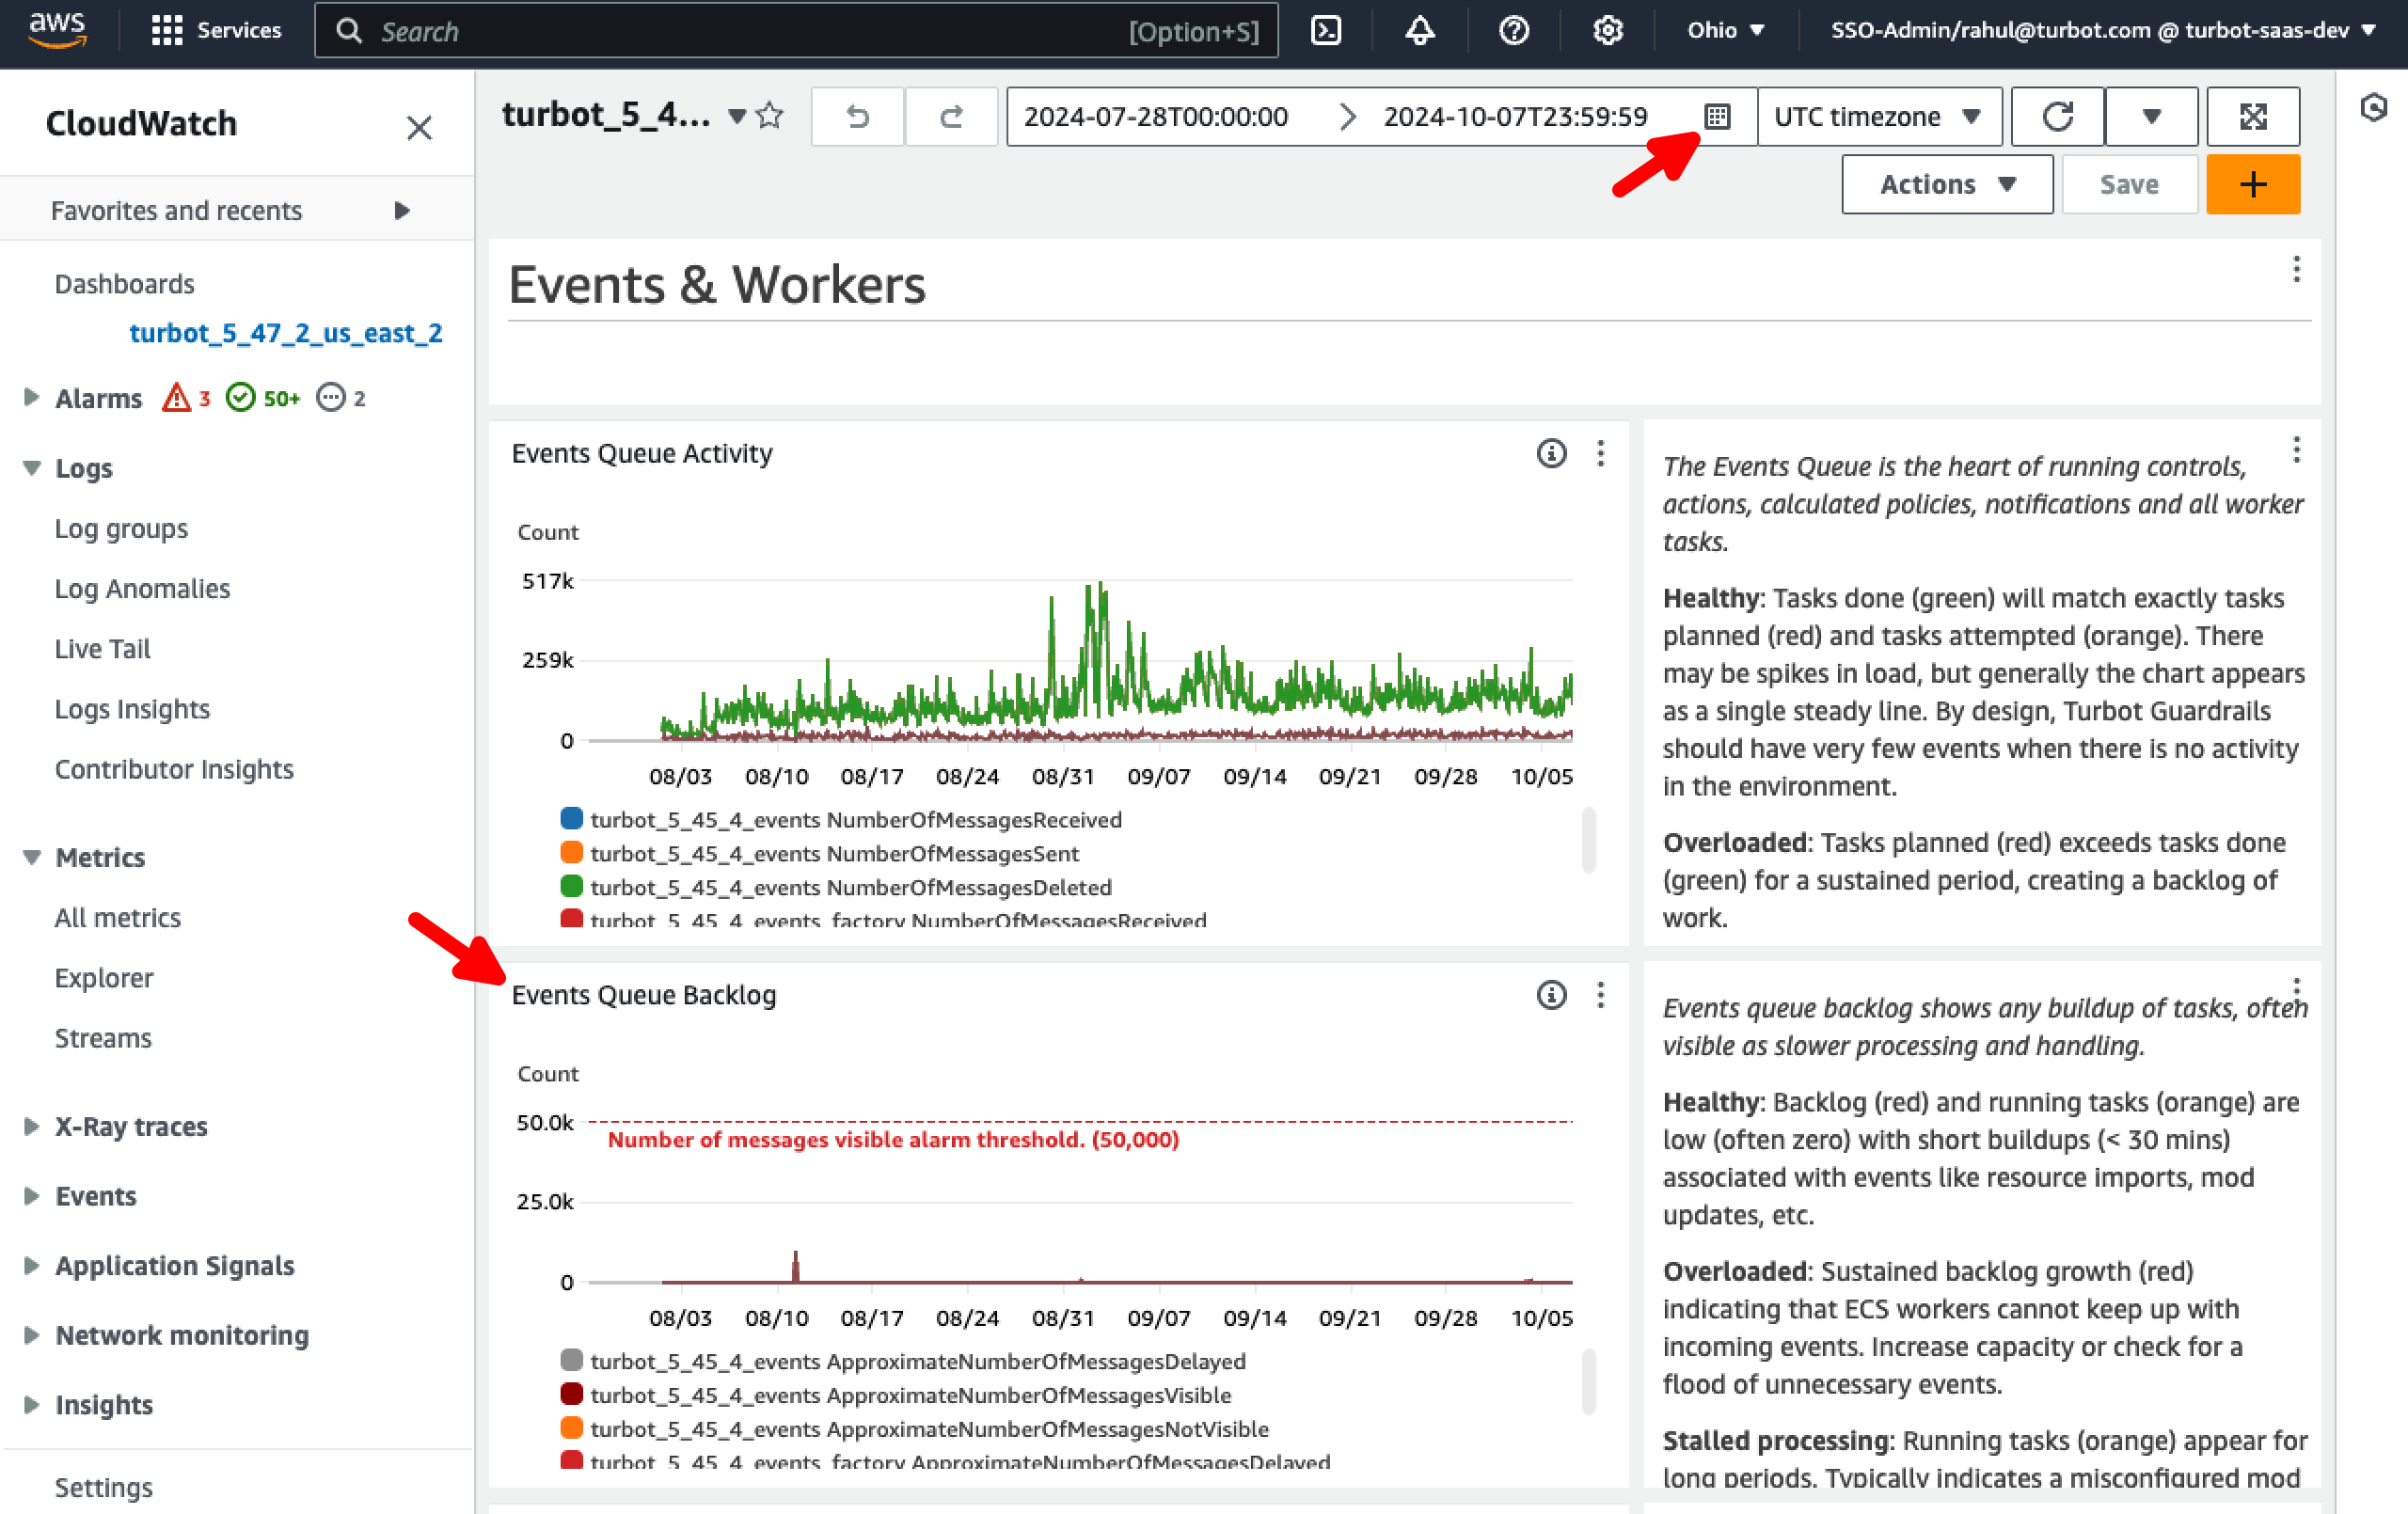 aws
Services
Search
[Option+S]
Ohio
SSO-Admin/rahul@turbot.com @ turbot-saas-dev
CloudWatch
Favorites and recents
Dashboards
turbot_5_47_2_us_east_2
Alarms 3 50+ 2
Logs
Log groups
Log Anomalies
Live Tail
Logs Insights
Contributor Insights
Metrics
All metrics
Explorer
Streams
X-Ray traces
Events
Application Signals
Network monitoring
Insights
Settings
turbot_5_4...
2024-07-28T00:00:00
2024-10-07T23:59:59
UTC timezone
Actions
Save
Events & Workers
Events Queue Activity
Count
517k
259k
0
08/03 08/10 08/17 08/24 08/31 09/07 09/14 09/21 09/28 10/05
turbot_5_45_4_events NumberOfMessagesReceived
turbot_5_45_4_events NumberOfMessagesSent
turbot_5_45_4_events NumberOfMessagesDeleted
turbot_5_45_4_events_factory NumberOfMessagesReceived
The Events Queue is the heart of running controls,
actions, calculated policies, notifications and all worker
tasks.
Healthy: Tasks done (green) will match exactly tasks
planned (red) and tasks attempted (orange). There
may be spikes in load, but generally the chart appears
as a single steady line. By design, Turbot Guardrails
should have very few events when there is no activity
in the environment.
Overloaded: Tasks planned (red) exceeds tasks done
(green) for a sustained period, creating a backlog of
work.
Events Queue Backlog
Count
50.0k
Number of messages visible alarm threshold. (50,000)
25.0k
0
08/03 08/10 08/17 08/24 08/31 09/07 09/14 09/21 09/28 10/05
turbot_5_45_4_events ApproximateNumberOfMessagesDelayed
turbot_5_45_4_events ApproximateNumberOfMessagesVisible
turbot_5_45_4_events ApproximateNumberOfMessagesNotVisible
turbot_5_45_4_events_factory ApproximateNumberOfMessagesDelayed
Events queue backlog shows any buildup of tasks, often
visible as slower processing and handling.
Healthy: Backlog (red) and running tasks (orange) are
low (often zero) with short buildups (< 30 mins)
associated with events like resource imports, mod
updates, etc.
Overloaded: Sustained backlog growth (red)
indicating that ECS workers cannot keep up with
incoming events. Increase capacity or check for a
flood of unnecessary events.
Stalled processing: Running tasks (orange) appear for
long periods. Typically indicates a misconfigured mod